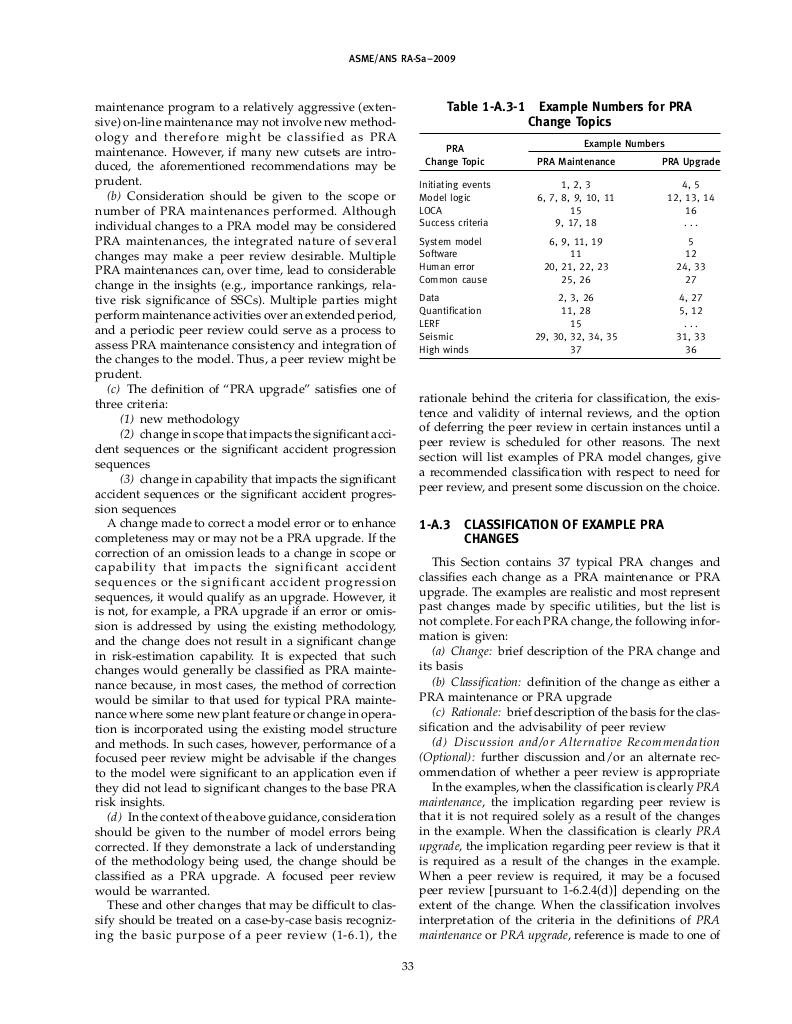 ASME/ANS RA-Sa–2009
maintenance program to a relatively aggressive (exten-
sive) on-line maintenance may not involve new method-
ology and therefore might be classified as PRA
maintenance. However, if many new cutsets are intro-
duced, the aforementioned recommendations may be
prudent.
(b) Consideration should be given to the scope or
number of PRA maintenances performed. Although
individual changes to a PRA model may be considered
PRA maintenances, the integrated nature of several
changes may make a peer review desirable. Multiple
PRA maintenances can, over time, lead to considerable
change in the insights (e.g., importance rankings, rela-
tive risk significance of SSCs). Multiple parties might
perform maintenance activities over an extended period,
and a periodic peer review could serve as a process to
assess PRA maintenance consistency and integration of
the changes to the model. Thus, a peer review might be
prudent.
(c) The definition of “PRA upgrade” satisfies one of
three criteria:
(1) new methodology
(2) change in scope that impacts the significant acci-
dent sequences or the significant accident progression
sequences
(3) change in capability that impacts the significant
accident sequences or the significant accident progres-
sion sequences
A change made to correct a model error or to enhance
completeness may or may not be a PRA upgrade. If the
correction of an omission leads to a change in scope or
capability that impacts the significant accident
sequences or the significant accident progression
sequences, it would qualify as an upgrade. However, it
is not, for example, a PRA upgrade if an error or omis-
sion is addressed by using the existing methodology,
and the change does not result in a significant change
in risk-estimation capability. It is expected that such
changes would generally be classified as PRA mainte-
nance because, in most cases, the method of correction
would be similar to that used for typical PRA mainte-
nance where some new plant feature or change in opera-
tion is incorporated using the existing model structure
and methods. In such cases, however, performance of a
focused peer review might be advisable if the changes
to the model were significant to an application even if
they did not lead to significant changes to the base PRA
risk insights.
(d) In the context of the above guidance, consideration
should be given to the number of model errors being
corrected. If they demonstrate a lack of understanding
of the methodology being used, the change should be
classified as a PRA upgrade. A focused peer review
would be warranted.
These and other changes that may be difficult to clas-
sify should be treated on a case-by-case basis recogniz-
ing the basic purpose of a peer review (1-6.1), the
Table 1-A.3-1 Example Numbers for PRA
Change Topics
PRA
Change Topic
Example Numbers
PRA Maintenance PRA Upgrade
Initiating events 1, 2, 3 4, 5
Model logic 6, 7, 8, 9, 10, 11 12, 13, 14
LOCA 15 16
Success criteria 9, 17, 18 ...
System model 6, 9, 11, 19 5
Software 11 12
Human error 20, 21, 22, 23 24, 33
Common cause 25, 26 27
Data 2, 3, 26 4, 27
Quantification 11, 28 5, 12
LERF 15 ...
Seismic 29, 30, 32, 34, 35 31, 33
High winds 37 36
rationale behind the criteria for classification, the exis-
tence and validity of internal reviews, and the option
of deferring the peer review in certain instances until a
peer review is scheduled for other reasons. The next
section will list examples of PRA model changes, give
a recommended classification with respect to need for
peer review, and present some discussion on the choice.
1-A.3 CLASSIFICATION OF EXAMPLE PRA
CHANGES
This Section contains 37 typical PRA changes and
classifies each change as a PRA maintenance or PRA
upgrade. The examples are realistic and most represent
past changes made by specific utilities, but the list is
not complete. For each PRA change, the following infor-
mation is given:
(a) Change: brief description of the PRA change and
its basis
(b) Classification: definition of the change as either a
PRA maintenance or PRA upgrade
(c) Rationale: brief description of the basis for the clas-
sification and the advisability of peer review
(d) Discussion and/or Alternative Recommendation
(Optional): further discussion and/or an alternate rec-
ommendation of whether a peer review is appropriate
In the examples, when the classification is clearly PRA
maintenance, the implication regarding peer review is
that it is not required solely as a result of the changes
in the example. When the classification is clearly PRA
upgrade, the implication regarding peer review is that it
is required as a result of the changes in the example.
When a peer review is required, it may be a focused
peer review [pursuant to 1-6.2.4(d)] depending on the
extent of the change. When the classification involves
interpretation of the criteria in the definitions of PRA
maintenance or PRA upgrade, reference is made to one of
33